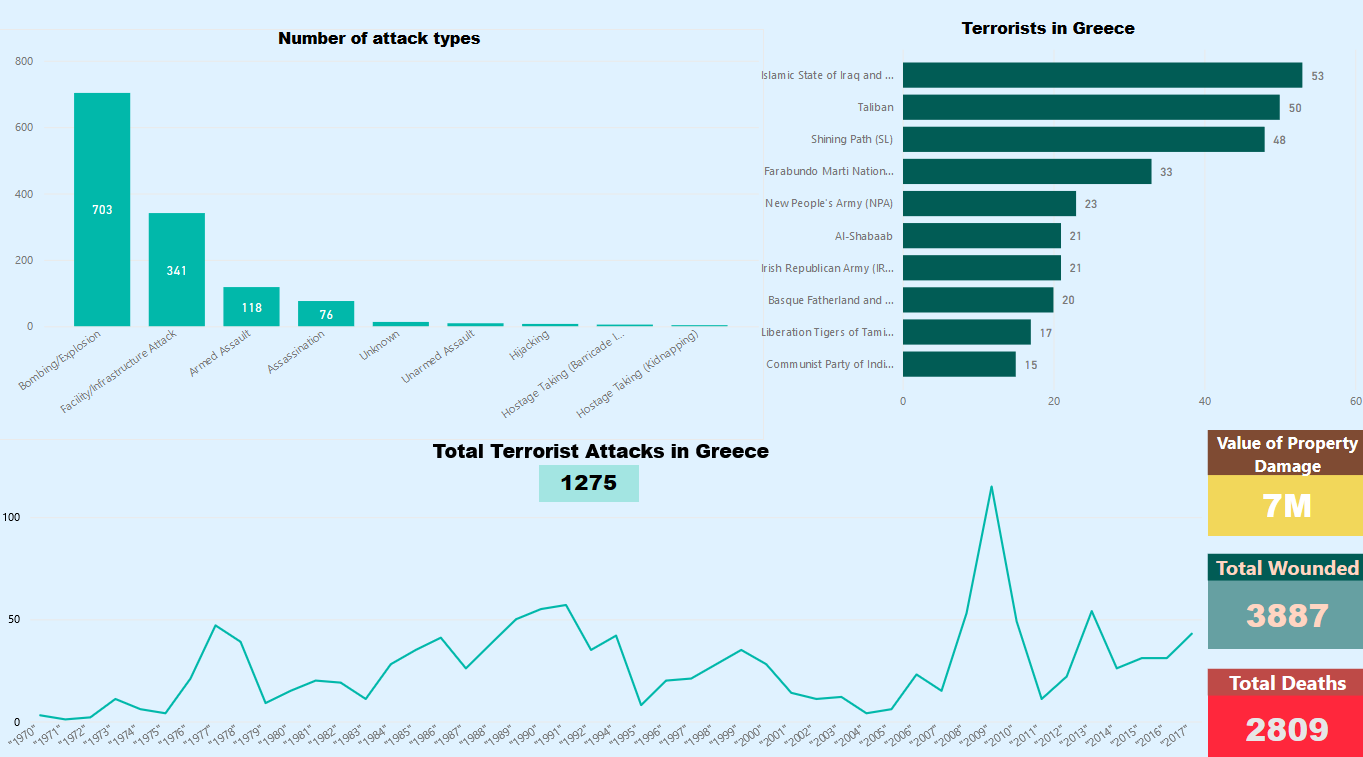 Number of attack types
800
600
400
200
0
703
341
118
76
Bombing/Explosion
Facility/Infrastructure Attack
Armed Assault
Assassination
Unknown
Unarmed Assault
Hijacking
Hostage Taking (Barricade I...
Hostage Taking (Kidnapping)
Terrorists in Greece
Islamic State of Iraq and ... 53
Taliban 50
Shining Path (SL) 48
Farabundo Marti Nation... 33
New People's Army (NPA) 23
Al-Shabaab 21
Irish Republican Army (IR... 21
Basque Fatherland and ... 20
Liberation Tigers of Tami... 17
Communist Party of Indi... 15
0 20 40 60
Total Terrorist Attacks in Greece
1275
100
50
0
"1970"
"1971"
"1972"
"1973"
"1974"
"1975"
"1976"
"1977"
"1978"
"1979"
"1980"
"1981"
"1982"
"1983"
"1984"
"1985"
"1986"
"1987"
"1988"
"1989"
"1990"
"1991"
"1992"
"1994"
"1995"
"1996"
"1997"
"1998"
"1999"
"2000"
"2001"
"2002"
"2003"
"2004"
"2005"
"2006"
"2007"
"2008"
"2009"
"2010"
"2011"
"2012"
"2013"
"2014"
"2015"
"2016"
"2017"
Value of Property
Damage
7M
Total Wounded
3887
Total Deaths
2809